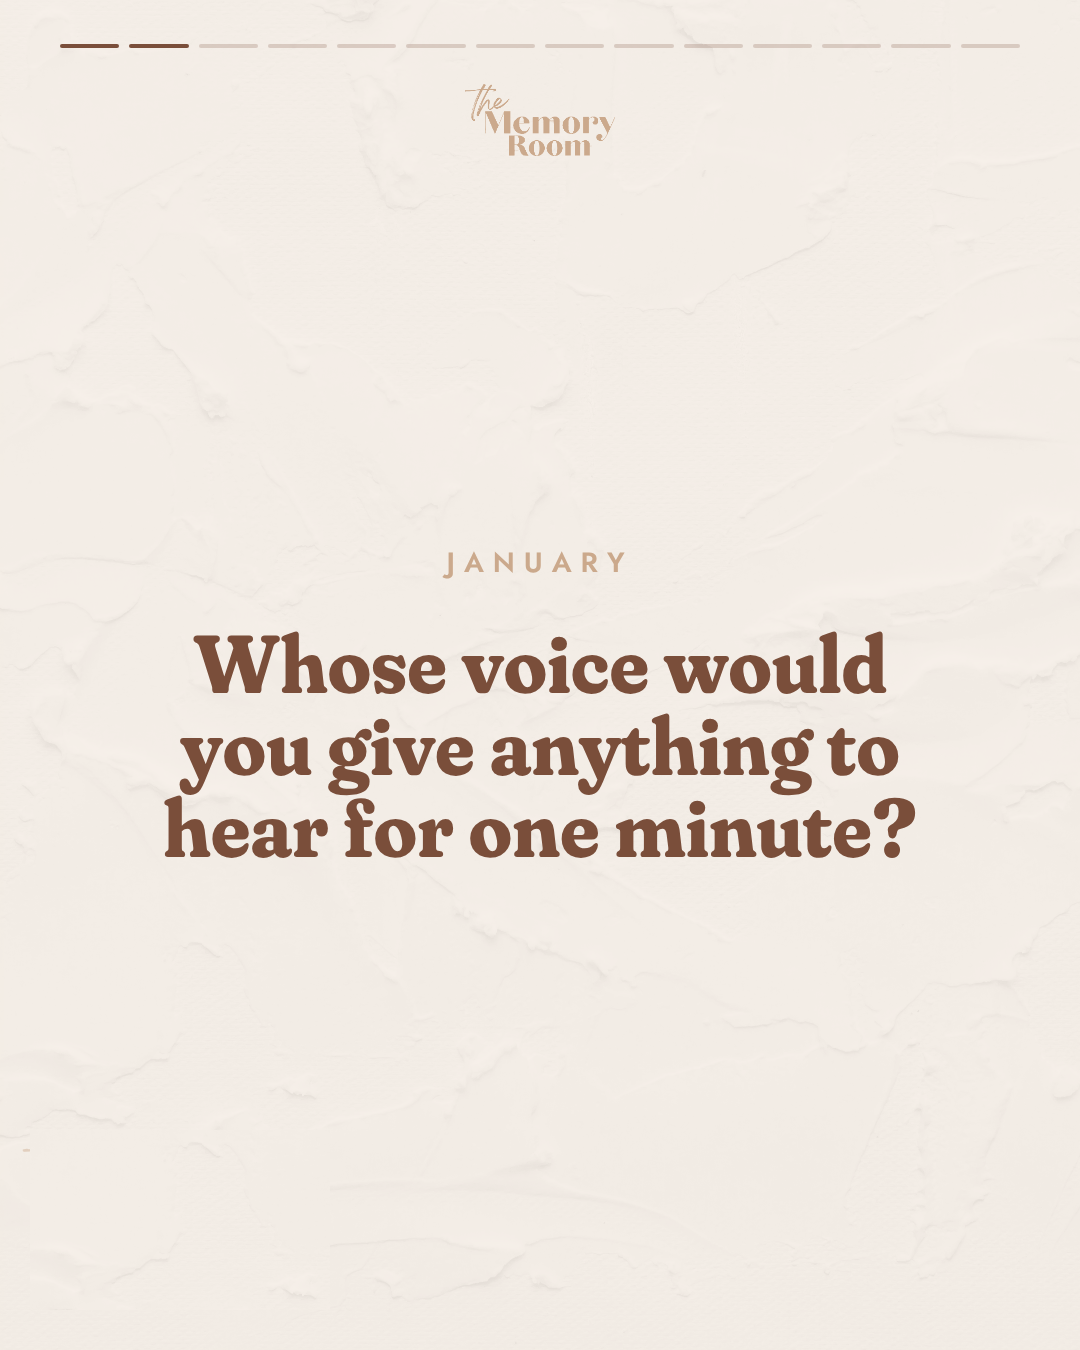 the
Memory
Room
JANUARY
Whose voice would
you give anything to
hear for one minute?